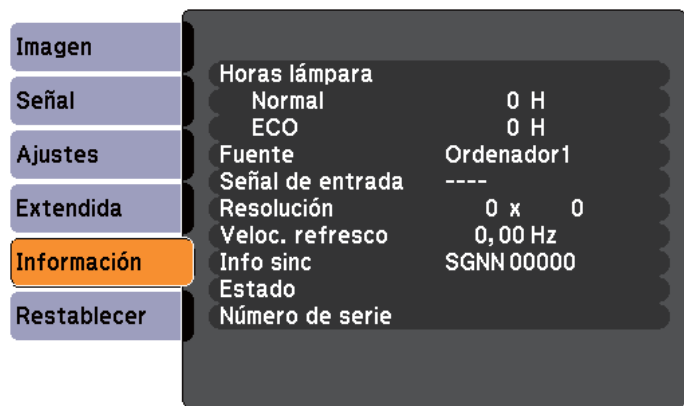 Imagen
Señal
Ajustes
Extendida
Información
Restablecer
Horas lámpara
Normal 0 H
ECO 0 H
Fuente Ordenador1
Señal de entrada ----
Resolución 0 x 0
Veloc. refresco 0,00 Hz
Info sinc SGNN 00000
Estado
Número de serie